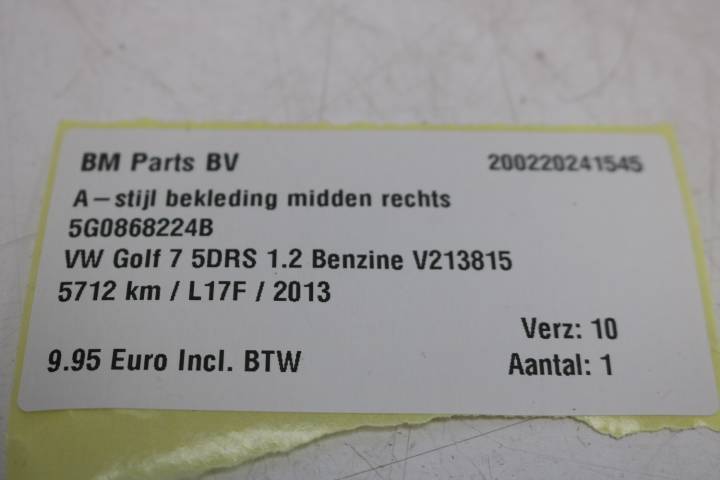 BM Parts BV 200220241545
A-stijl bekleding midden rechts
5G0868224B
VW Golf 7 5DRS 1.2 Benzine V213815
5712 km / L17F / 2013
Verz: 10
9.95 Euro Incl. BTW Aantal: 1